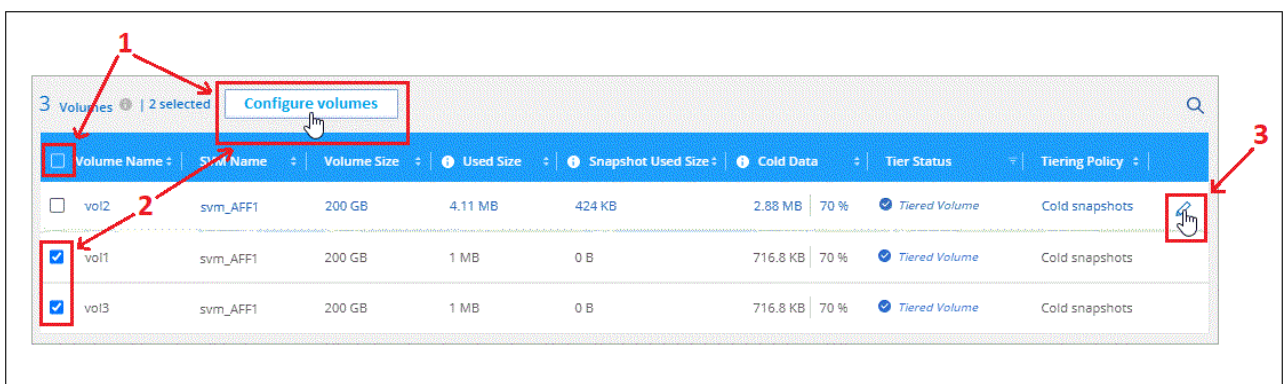 1
3 Volumes | 2 selected Configure volumes
3
Volume Name SVM Name Volume Size Used Size Snapshot Used Size Cold Data Tier Status Tiering Policy
2
vol2 svm_AFF1 200 GB 4.11 MB 424 KB 2.88 MB 70 % Tiered Volume Cold snapshots
vol1 svm_AFF1 200 GB 1 MB 0 B 716.8 KB 70 % Tiered Volume Cold snapshots
vol3 svm_AFF1 200 GB 1 MB 0 B 716.8 KB 70 % Tiered Volume Cold snapshots